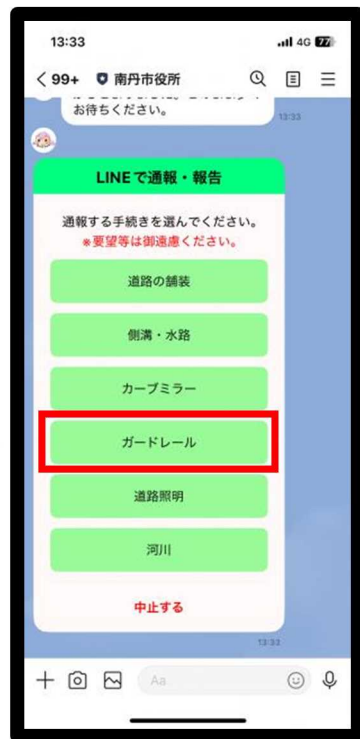 13:33
4G 77
99+ 南丹市役所
お待ちください。
13:33
LINEで通報・報告
通報する手続きを選んでください。
※要望等は御遠慮ください。
道路の舗装
側溝・水路
カーブミラー
ガードレール
道路照明
河川
中止する
13:33
Aa